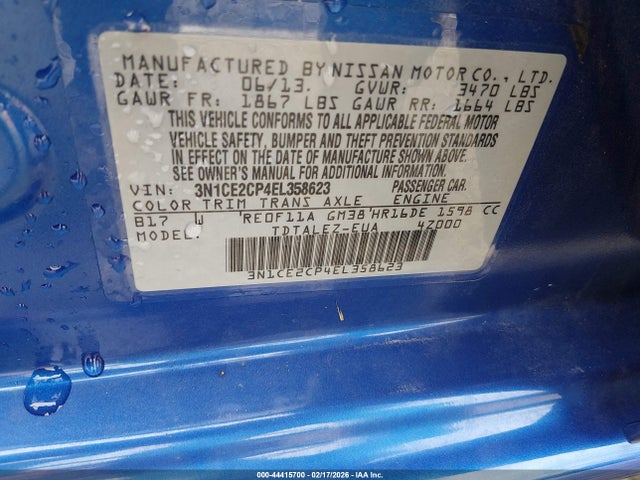 MANUFACTURED BY NISSAN MOTOR CO., LTD.
DATE: 06/13. GVWR: 3470 LBS
GAWR FR: 1867 LBS GAWR RR: 1664 LBS
THIS VEHICLE CONFORMS TO ALL APPLICABLE FEDERAL MOTOR
VEHICLE SAFETY, BUMPER AND THEFT PREVENTION STANDARDS
IN EFFECT ON THE DATE OF MANUFACTURE SHOWN ABOVE.
SEE OWNER'S MANUAL FOR ADDITIONAL INFORMATION.
VIN: 3N1CE2CP4EL358623 PASSENGER CAR.
COLOR TRIM TRANS AXLE ENGINE
B17 W RE0F11A GM38 HR16DE 1598 CC
MODEL: TDTALEZ-EUA 4Z000
3N1CE2CP4EL358623
000-44415700 - 02/17/2026 - IAA, Inc.